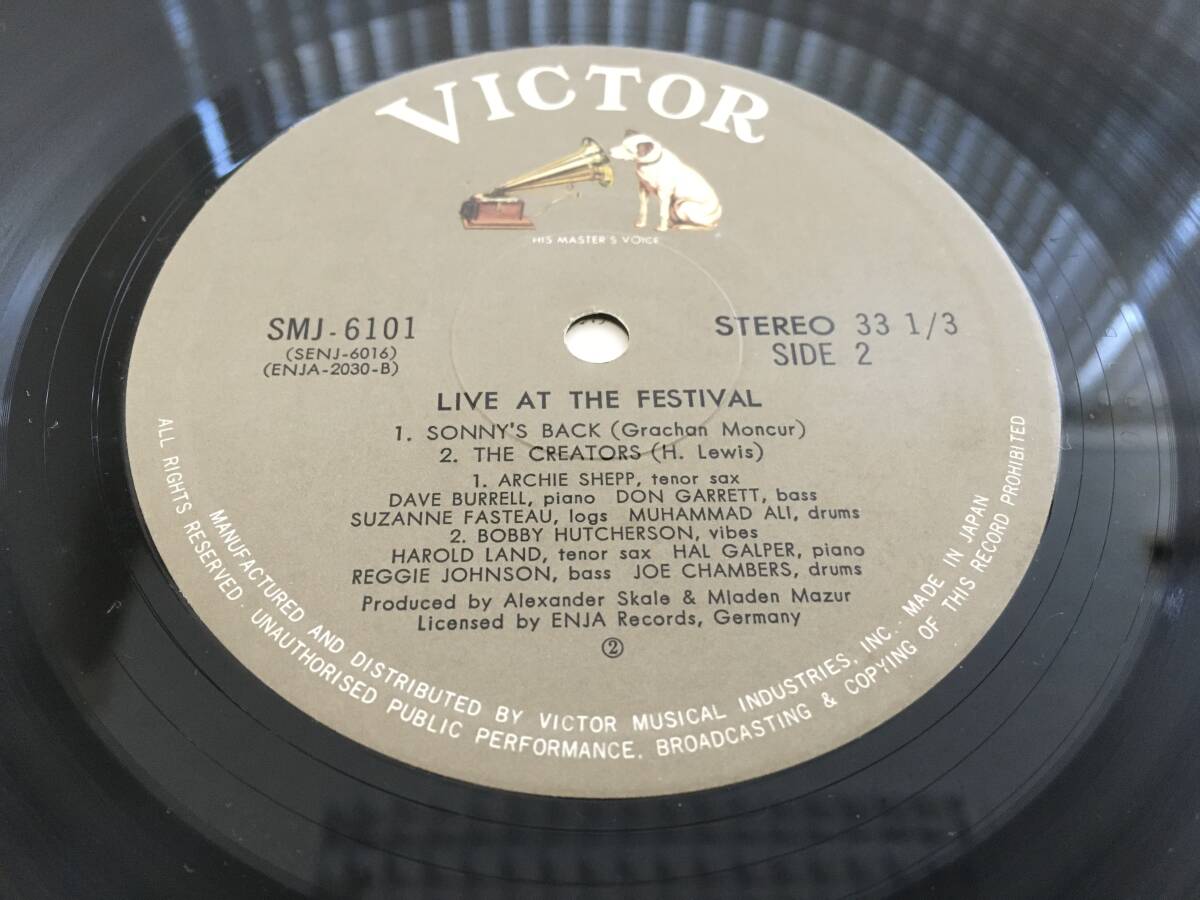 VICTOR
HIS MASTER'S VOICE
SMJ-6101
(SENJ-6016)
(ENJA-2030-B)
STEREO 33 1/3
SIDE 2
LIVE AT THE FESTIVAL
1. SONNY'S BACK (Grachan Moncur)
2. THE CREATORS (H. Lewis)
1. ARCHIE SHEPP, tenor sax
DAVE BURRELL, piano DON GARRETT, bass
SUZANNE FASTEAU, logs MUHAMMAD ALI, drums
2. BOBBY HUTCHERSON, vibes
HAROLD LAND, tenor sax HAL GALPER, piano
REGGIE JOHNSON, bass JOE CHAMBERS, drums
Produced by Alexander Skale & Mladen Mazur
Licensed by ENJA Records, Germany
②
MANUFACTURED AND DISTRIBUTED BY VICTOR MUSICAL INDUSTRIES, INC. MADE IN JAPAN
ALL RIGHTS RESERVED. UNAUTHORISED PUBLIC PERFORMANCE, BROADCASTING & COPYING OF THIS RECORD PROHIBITED